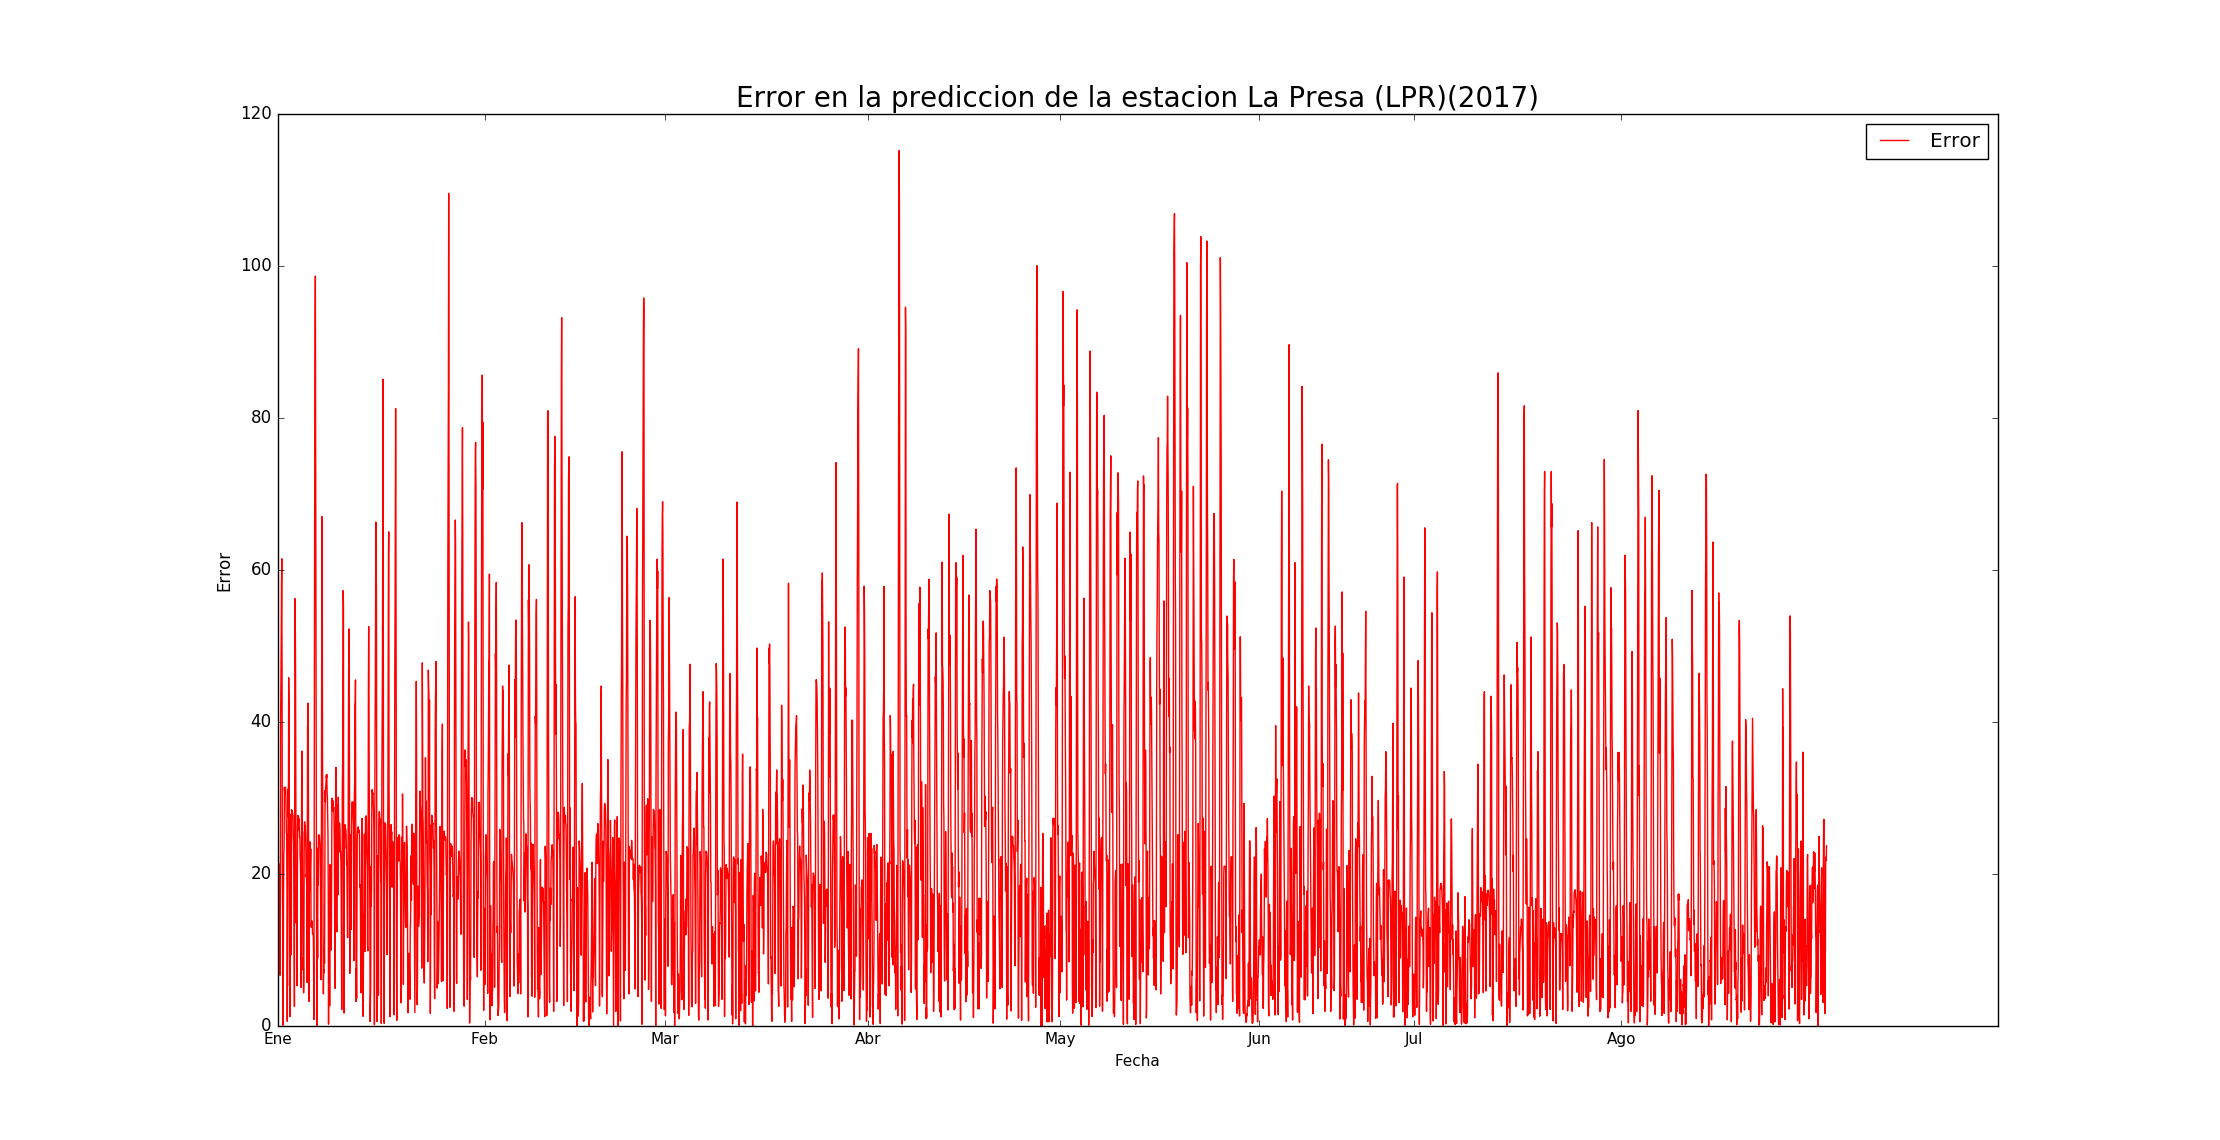 Error en la prediccion de la estacion La Presa (LPR)(2017)
120
100
80
60
40
20
0
Error
Error
Ene Feb Mar Abr May Jun Jul Ago
Fecha